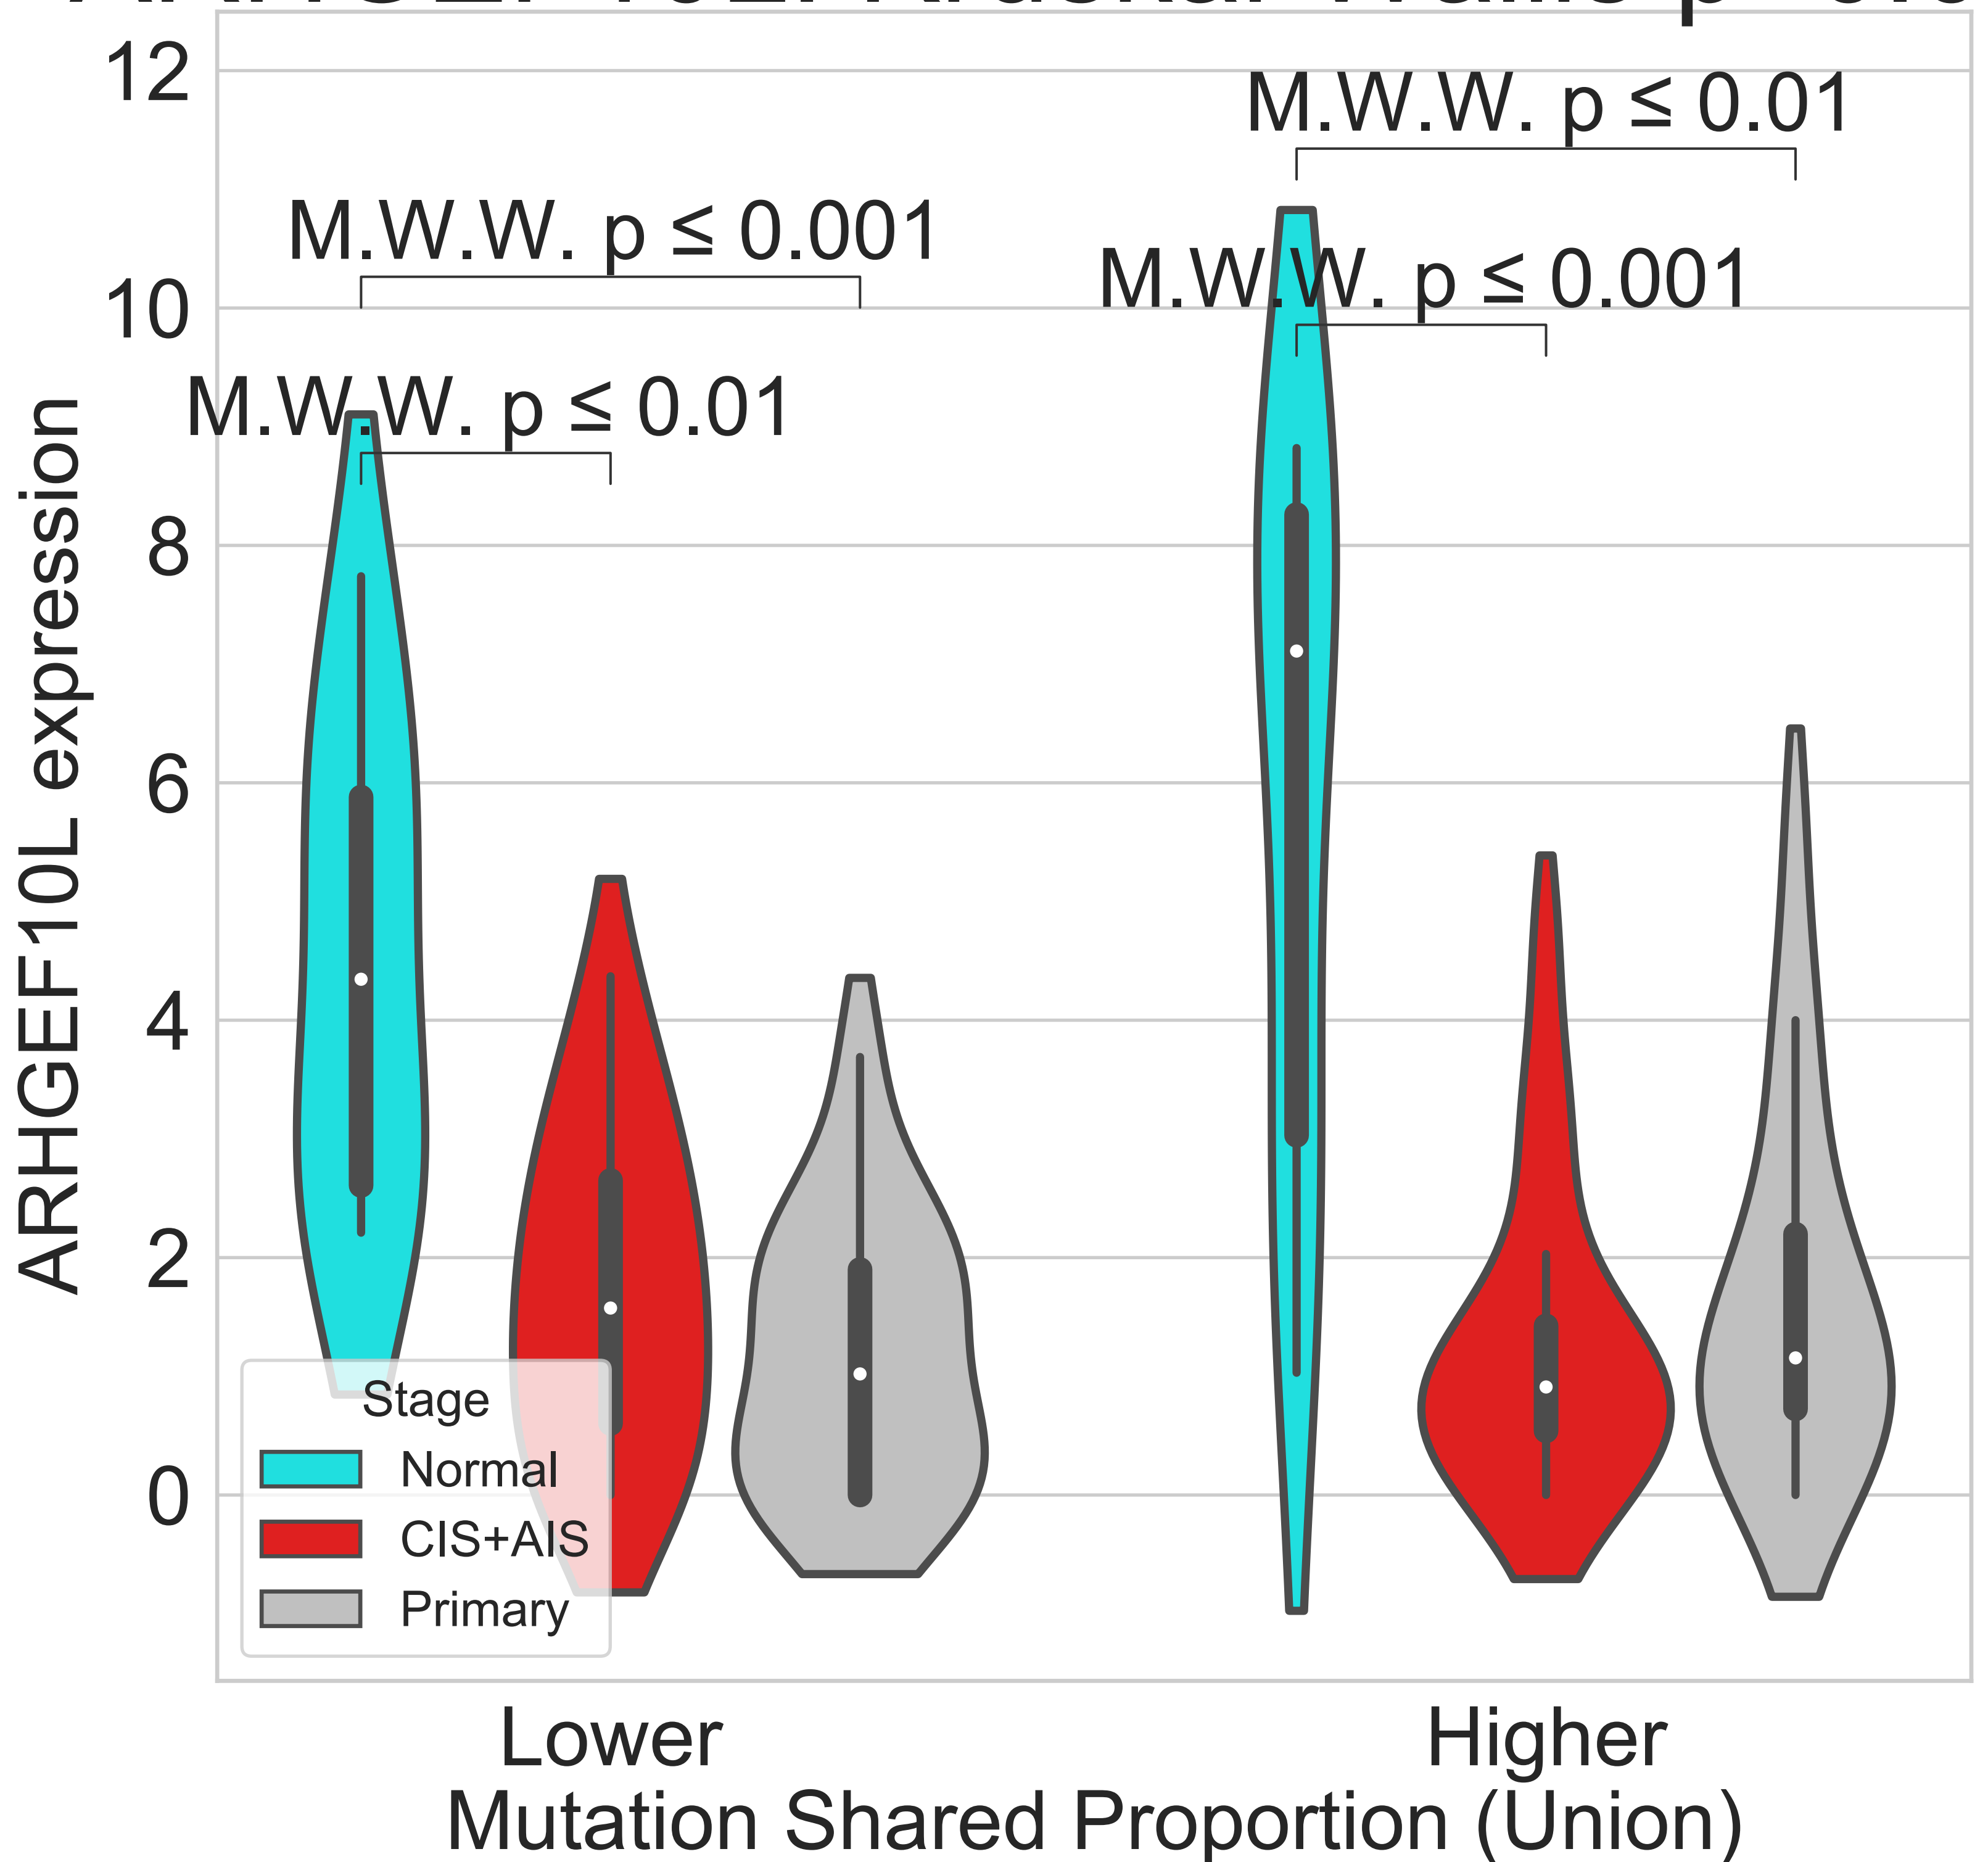 12
10
8
6
4
2
0
ARHGEF10L expression
M.W.W. p ≤ 0.01
M.W.W. p ≤ 0.001
M.W.W. p ≤ 0.001
M.W.W. p ≤ 0.01
Stage
Normal
CIS+AIS
Primary
Lower
Higher
Mutation Shared Proportion (Union)